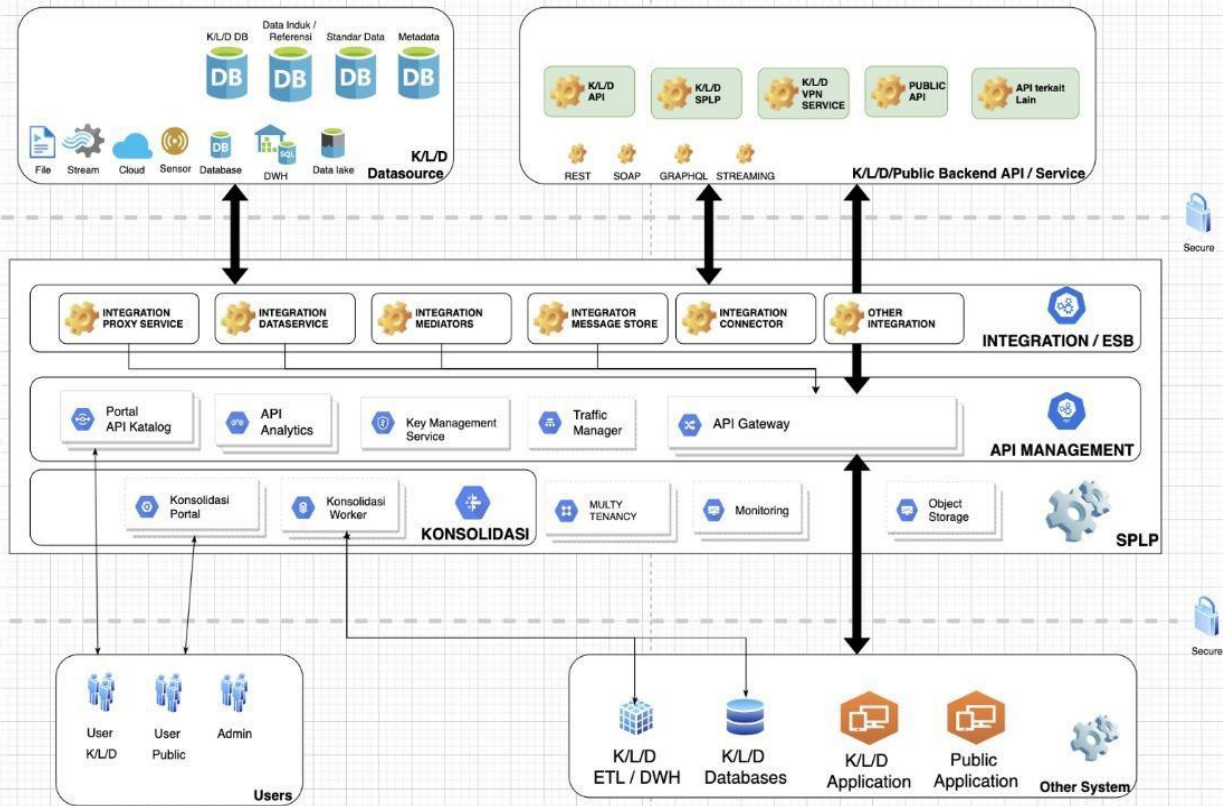 K/L/D DB
Data Induk /
Referensi
Standar Data
Metadata
DB
DB
DB
DB
File
Stream
Cloud
Sensor
DB
Database
SQL
DWH
Data lake
K/L/D
Datasource
K/L/D
API
K/L/D
SPLP
K/L/D
VPN
SERVICE
PUBLIC
API
API terkait
Lain
REST
SOAP
GRAPHQL
STREAMING
K/L/D/Public Backend API / Service
Secure
INTEGRATION
PROXY SERVICE
INTEGRATION
DATASERVICE
INTEGRATION
MEDIATORS
INTEGRATOR
MESSAGE STORE
INTEGRATION
CONNECTOR
OTHER
INTEGRATION
INTEGRATION / ESB
Portal
API Katalog
API
Analytics
Key Management
Service
Traffic
Manager
API Gateway
API MANAGEMENT
Konsolidasi
Portal
Konsolidasi
Worker
KONSOLIDASI
MULTY
TENANCY
Monitoring
Object
Storage
SPLP
Secure
User
K/L/D
User
Public
Admin
Users
K/L/D
ETL / DWH
K/L/D
Databases
K/L/D
Application
Public
Application
Other System